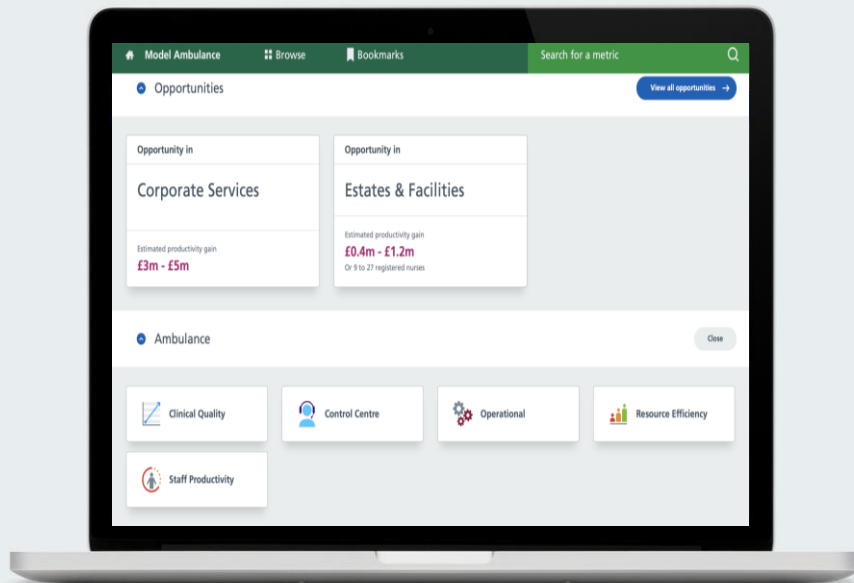 Model Ambulance Browse Bookmarks Search for a metric
Opportunities View all opportunities
Opportunity in
Corporate Services
Estimated productivity gain
£3m - £5m
Opportunity in
Estates & Facilities
Estimated productivity gain
£0.4m - £1.2m
Or 9 to 27 registered nurses
Ambulance Close
Clinical Quality
Control Centre
Operational
Resource Efficiency
Staff Productivity